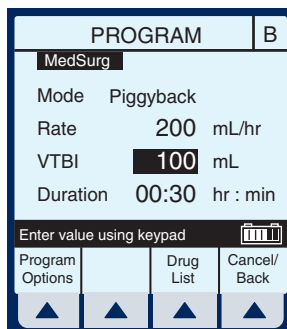 PROGRAM B
MedSurg
Mode Piggyback
Rate 200 mL/hr
VTBI 100 mL
Duration 00:30 hr : min
Enter value using keypad
Program Options
Drug List
Cancel/ Back